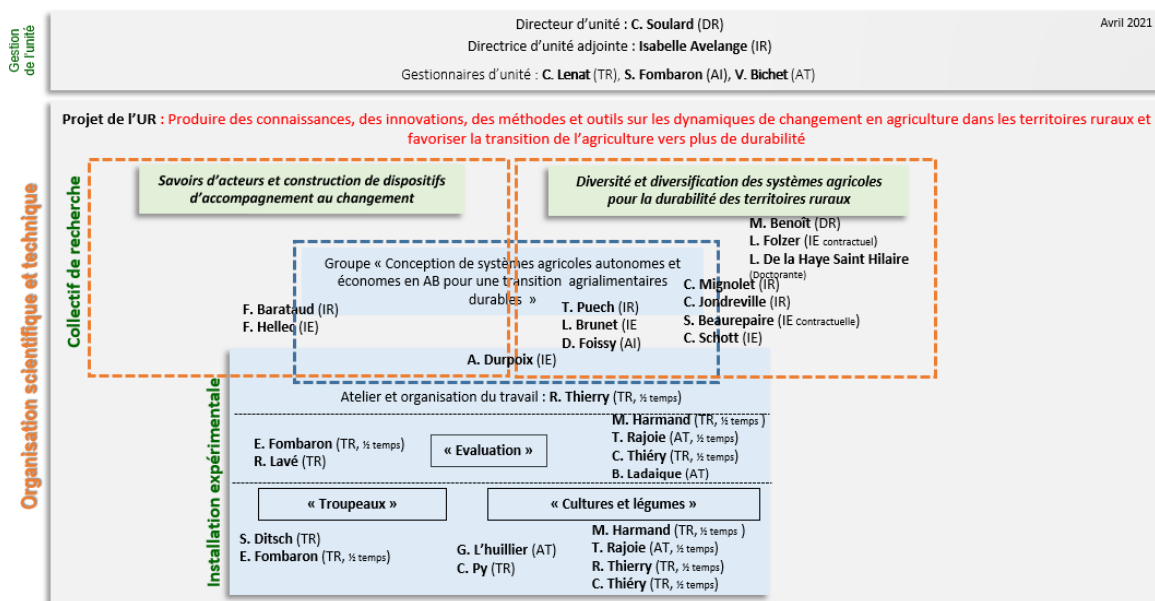 Gestion
de l'unité
Directeur d'unité : C. Soulard (DR)
Avril 2021
Directrice d'unité adjointe : Isabelle Avelange (IR)
Gestionnaires d'unité : C. Lenat (TR), S. Fombaron (AI), V. Bichet (AT)
Organisation scientifique et technique
Projet de l'UR : Produire des connaissances, des innovations, des méthodes et outils sur les dynamiques de changement en agriculture dans les territoires ruraux et
favoriser la transition de l'agriculture vers plus de durabilité
Collectif de recherche
Savoirs d'acteurs et construction de dispositifs
d'accompagnement au changement
Diversité et diversification des systèmes agricoles
pour la durabilité des territoires ruraux
M. Benoît (DR)
L. Folzer (IE contractuel)
L. De la Haye Saint Hilaire
(Doctorante)
Groupe « Conception de systèmes agricoles autonomes et
économes en AB pour une transition agrialimentaires
durables »
C. Mignolet (IR)
C. Jondreville (IR)
S. Beaurepaire (IE Contractuelle)
C. Schott (IE)
F. Barataud (IR)
F. Hellec (IE)
T. Puech (IR)
L. Brunet (IE
D. Foissy (AI)
A. Durpoix (IE)
Installation expérimentale
Atelier et organisation du travail : R. Thierry (TR, ½ temps)
E. Fombaron (TR, ½ temps)
R. Lavé (TR)
« Evaluation »
M. Harmand (TR, ½ temps )
T. Rajoie (AT, ½ temps)
C. Thiéry (TR, ½ temps)
B. Ladaique (AT)
« Troupeaux »
« Cultures et légumes »
S. Ditsch (TR)
E. Fombaron (TR, ½ temps)
G. L'huillier (AT)
C. Py (TR)
M. Harmand (TR, ½ temps )
T. Rajoie (AT, ½ temps)
R. Thierry (TR, ½ temps)
C. Thiéry (TR, ½ temps)